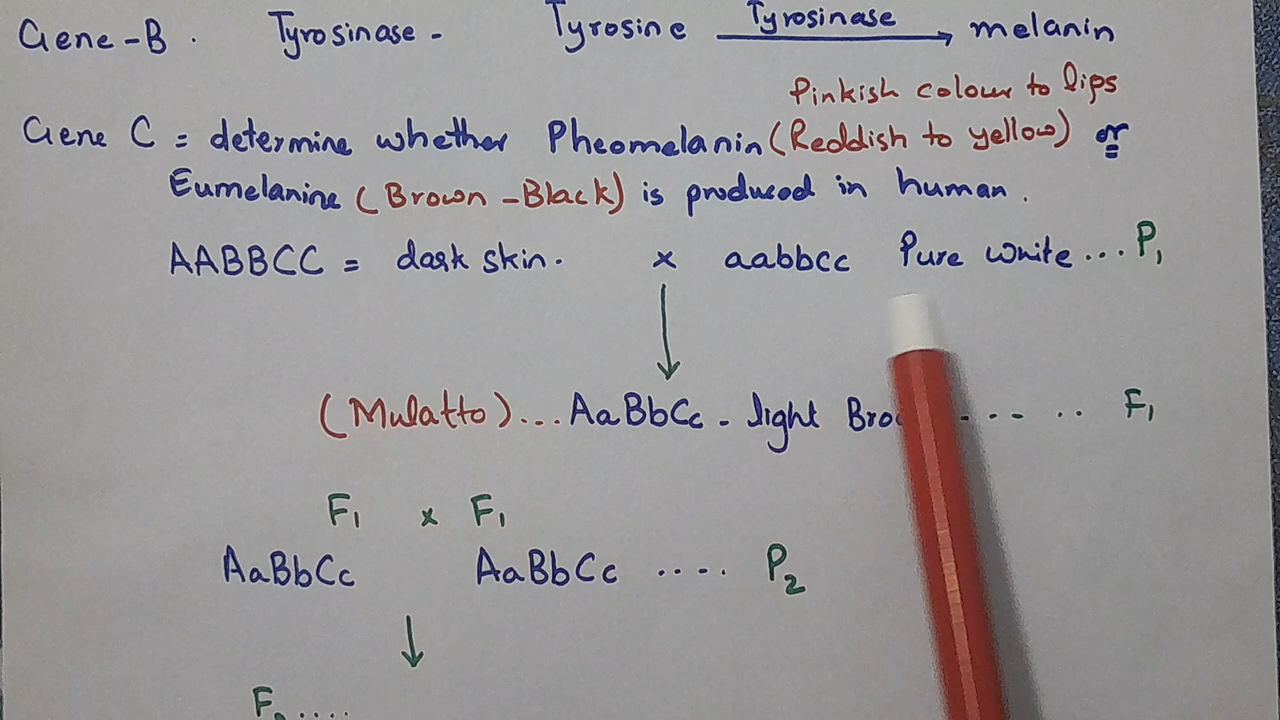 Gene-B. Tyrosinase- Tyrosine Tyrosinase melanin
Pinkish colour to lips
Gene C = determine whether Pheomelanin (Reddish to yellow) or
Eumelanine (Brown-Black) is produced in human.
AABBCC = dark skin. x aabbcc Pure white...P1
(Mulatto)...AaBbCc - light ..... F1
F1 x F1
AaBbCc AaBbCc .... P2